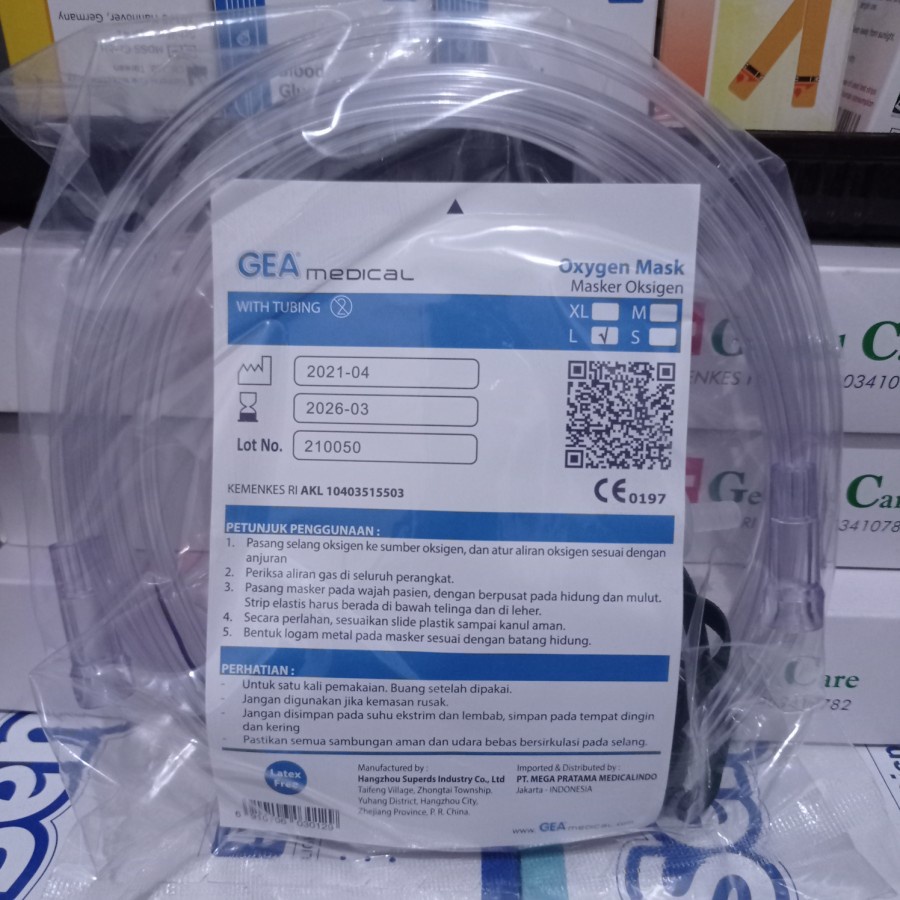 GEA MEDICAL
Oxygen Mask
Masker Oksigen
WITH TUBING 2
XL M
L √ S
2021-04
2026-03
Lot No. 210050
KEMENKES RI AKL 10403515503
CE 0197
PETUNJUK PENGGUNAAN :
1. Pasang selang oksigen ke sumber oksigen, dan atur aliran oksigen sesuai dengan
anjuran
2. Periksa aliran gas di seluruh perangkat.
3. Pasang masker pada wajah pasien, dengan berpusat pada hidung dan mulut.
Strip elastis harus berada di bawah telinga dan di leher.
4. Secara perlahan, sesuaikan slide plastik sampai kanul aman.
5. Bentuk logam metal pada masker sesuai dengan batang hidung.
PERHATIAN :
- Untuk satu kali pemakaian. Buang setelah dipakai.
- Jangan digunakan jika kemasan rusak.
- Jangan disimpan pada suhu ekstrim dan lembab, simpan pada tempat dingin
dan kering
- Pastikan semua sambungan aman dan udara bebas bersirkulasi pada selang.
Latex
Free
Manufactured by :
Hangzhou Superds Industry Co., Ltd
Taifeng Village, Zhongtai Township.
Yuhang District, Hangzhou City,
Zhejiang Province, P. R. China.
Imported & Distributed by :
PT. MEGA PRATAMA MEDICALINDO
Jakarta - INDONESIA
www. GEA medical.com
Germany
Care
782